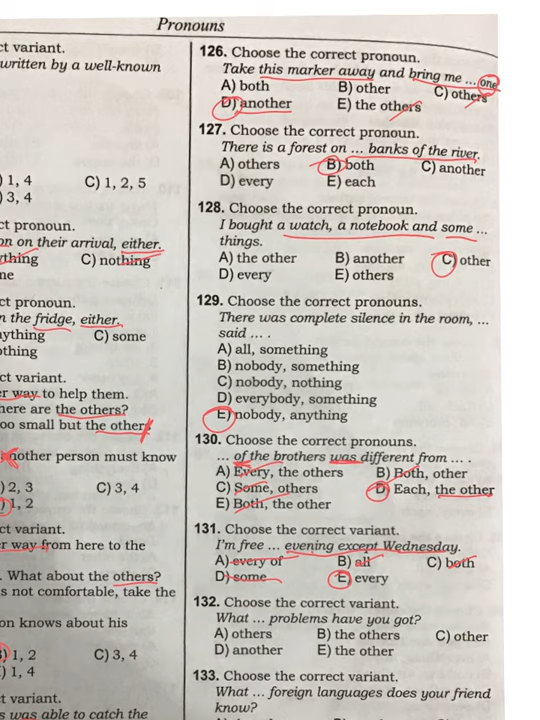 Pronouns
ct variant.
written by a well-known
) 1, 4 C) 1, 2, 5
) 3, 4
ct pronoun.
on on their arrival, either.
ything C) nothing
ne
ct pronoun.
n the fridge, either.
nything C) some
othing
ct variant.
er way to help them.
here are the others?
oo small but the other
nother person must know
) 2, 3 C) 3, 4
) 1, 2
ct variant.
r way from here to the
. What about the others?
s not comfortable, take the
on knows about his
) 1, 2 C) 3, 4
) 1, 4
t variant.
s was able to catch the
126. Choose the correct pronoun.
Take this marker away and bring me ... one
A) both B) other C) others
D) another E) the others
127. Choose the correct pronoun.
There is a forest on ... banks of the river.
A) others B) both C) another
D) every E) each
128. Choose the correct pronoun.
I bought a watch, a notebook and some ...
things.
A) the other B) another C) other
D) every E) others
129. Choose the correct pronouns.
There was complete silence in the room, ...
said ... .
A) all, something
B) nobody, something
C) nobody, nothing
D) everybody, something
E) nobody, anything
130. Choose the correct pronouns.
... of the brothers was different from ... .
A) Every, the others B) Both, other
C) Some, others D) Each, the other
E) Both, the other
131. Choose the correct variant.
I'm free ... evening except Wednesday.
A) every of B) all C) both
D) some E) every
132. Choose the correct variant.
What ... problems have you got?
A) others B) the others C) other
D) another E) the other
133. Choose the correct variant.
What ... foreign languages does your friend
know?